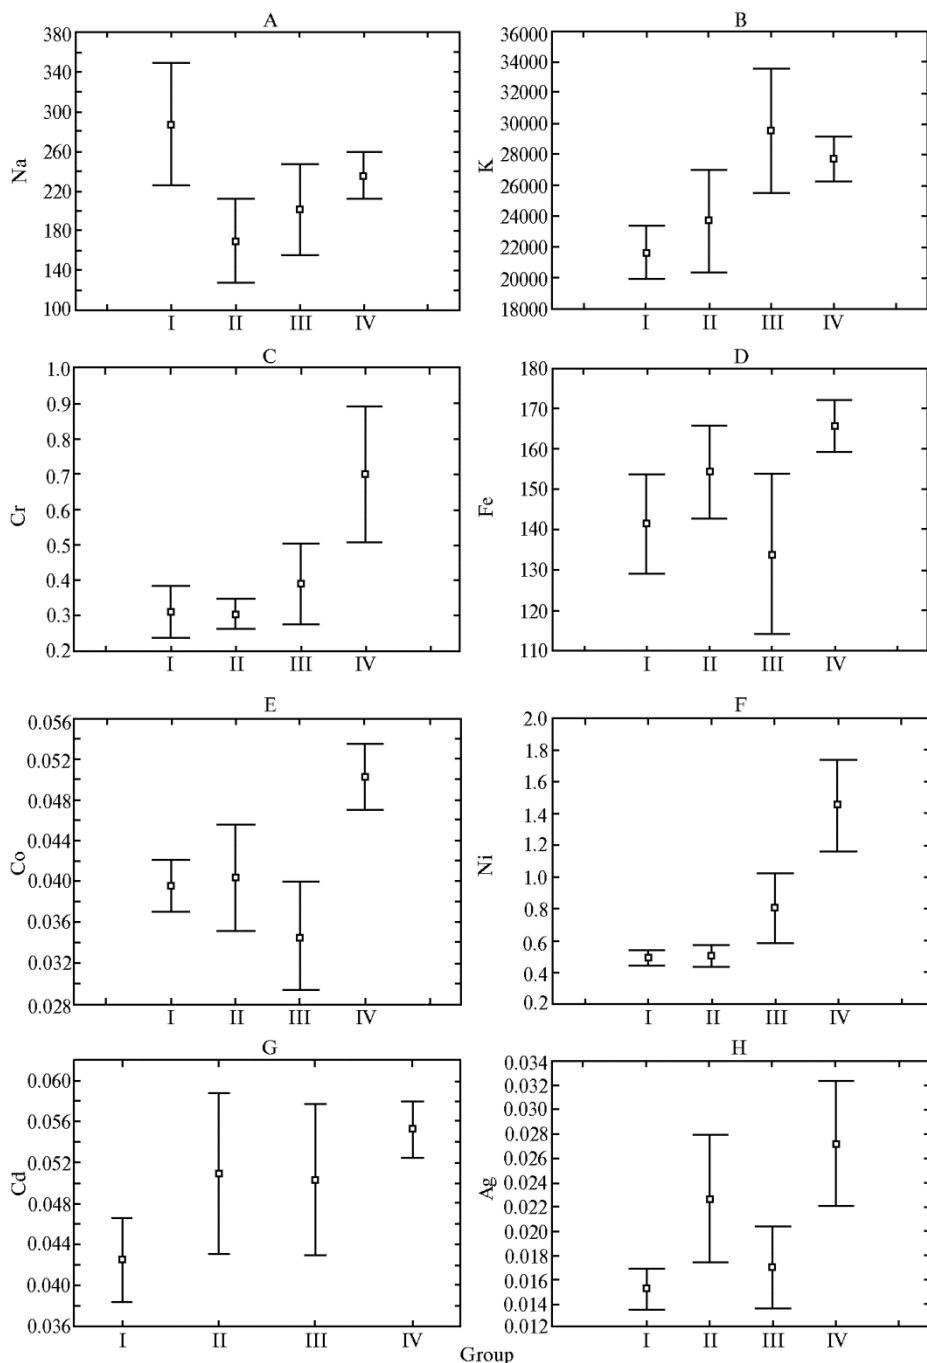 A
380
340
300
260
220
180
140
100
Na
I II III IV
B
36000
34000
32000
30000
28000
26000
24000
22000
20000
18000
K
I II III IV
C
1.0
0.9
0.8
0.7
0.6
0.5
0.4
0.3
0.2
Cr
I II III IV
D
180
170
160
150
140
130
120
110
Fe
I II III IV
E
0.056
0.052
0.048
0.044
0.040
0.036
0.032
0.028
Co
I II III IV
F
2.0
1.8
1.6
1.4
1.2
1.0
0.8
0.6
0.4
0.2
Ni
I II III IV
G
0.060
0.056
0.052
0.048
0.044
0.040
0.036
Cd
I II III IV
H
0.034
0.032
0.030
0.028
0.026
0.024
0.022
0.020
0.018
0.016
0.014
0.012
Ag
I II III IV
Group